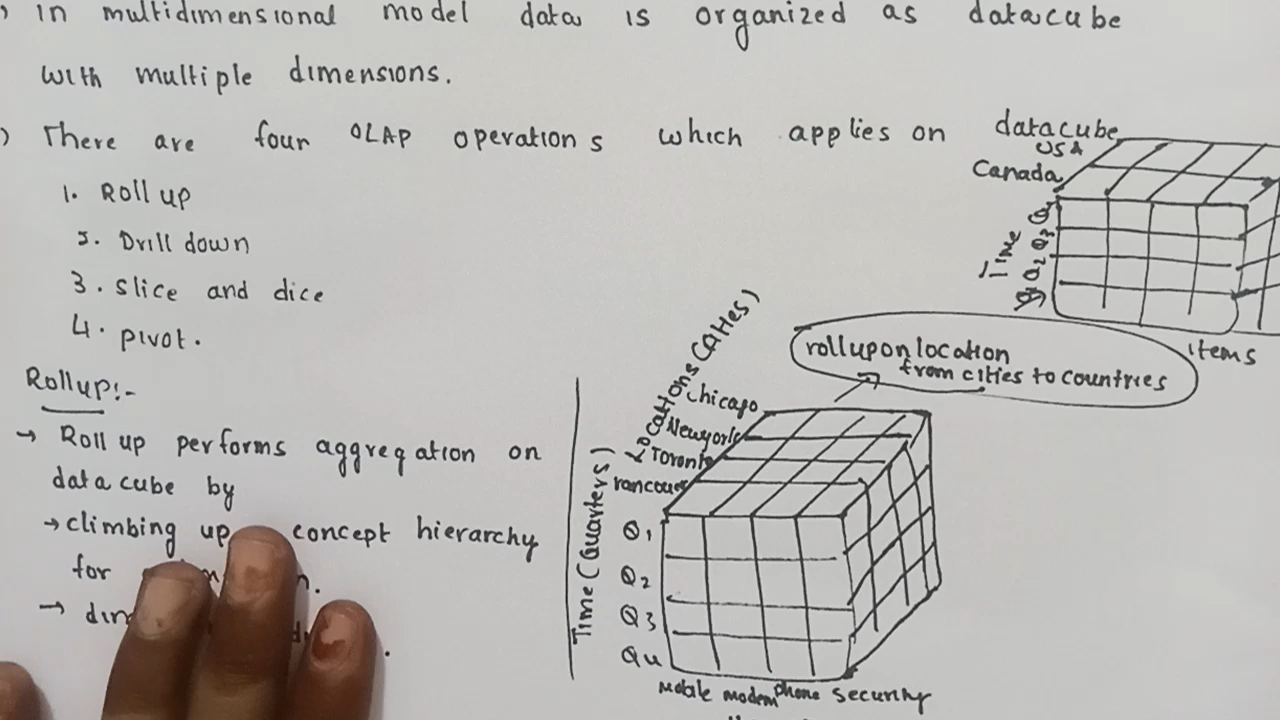 in multidimensional model data is organized as datacube
with multiple dimensions.
There are four OLAP operations which applies on datacube
1. Roll up
2. Drill down
3. slice and dice
4. pivot.
Rollup:-
→ Roll up performs aggregation on
data cube by
→ climbing up concept hierarchy
for
→
USA
Canada
Time
Q2 Q3
items
rollupon location
from cities to countries
Locations (cities)
Chicago
Newyork
Toronto
Time (Quarters)
Q1
Q2
Q3
Q4
Mobile modem phone security